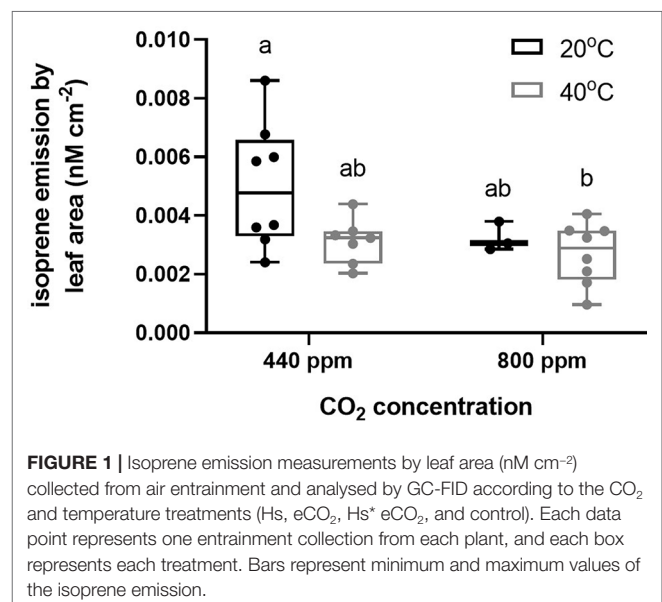 0.010
0.008
0.006
0.004
0.002
0.000
isoprene emission by
leaf area (nM cm⁻²)
a
ab
ab
b
20°C
40°C
440 ppm
800 ppm
CO₂ concentration
FIGURE 1 | Isoprene emission measurements by leaf area (nM cm⁻²)
collected from air entrainment and analysed by GC-FID according to the CO₂
and temperature treatments (Hs, eCO₂, Hs* eCO₂, and control). Each data
point represents one entrainment collection from each plant, and each box
represents each treatment. Bars represent minimum and maximum values of
the isoprene emission.